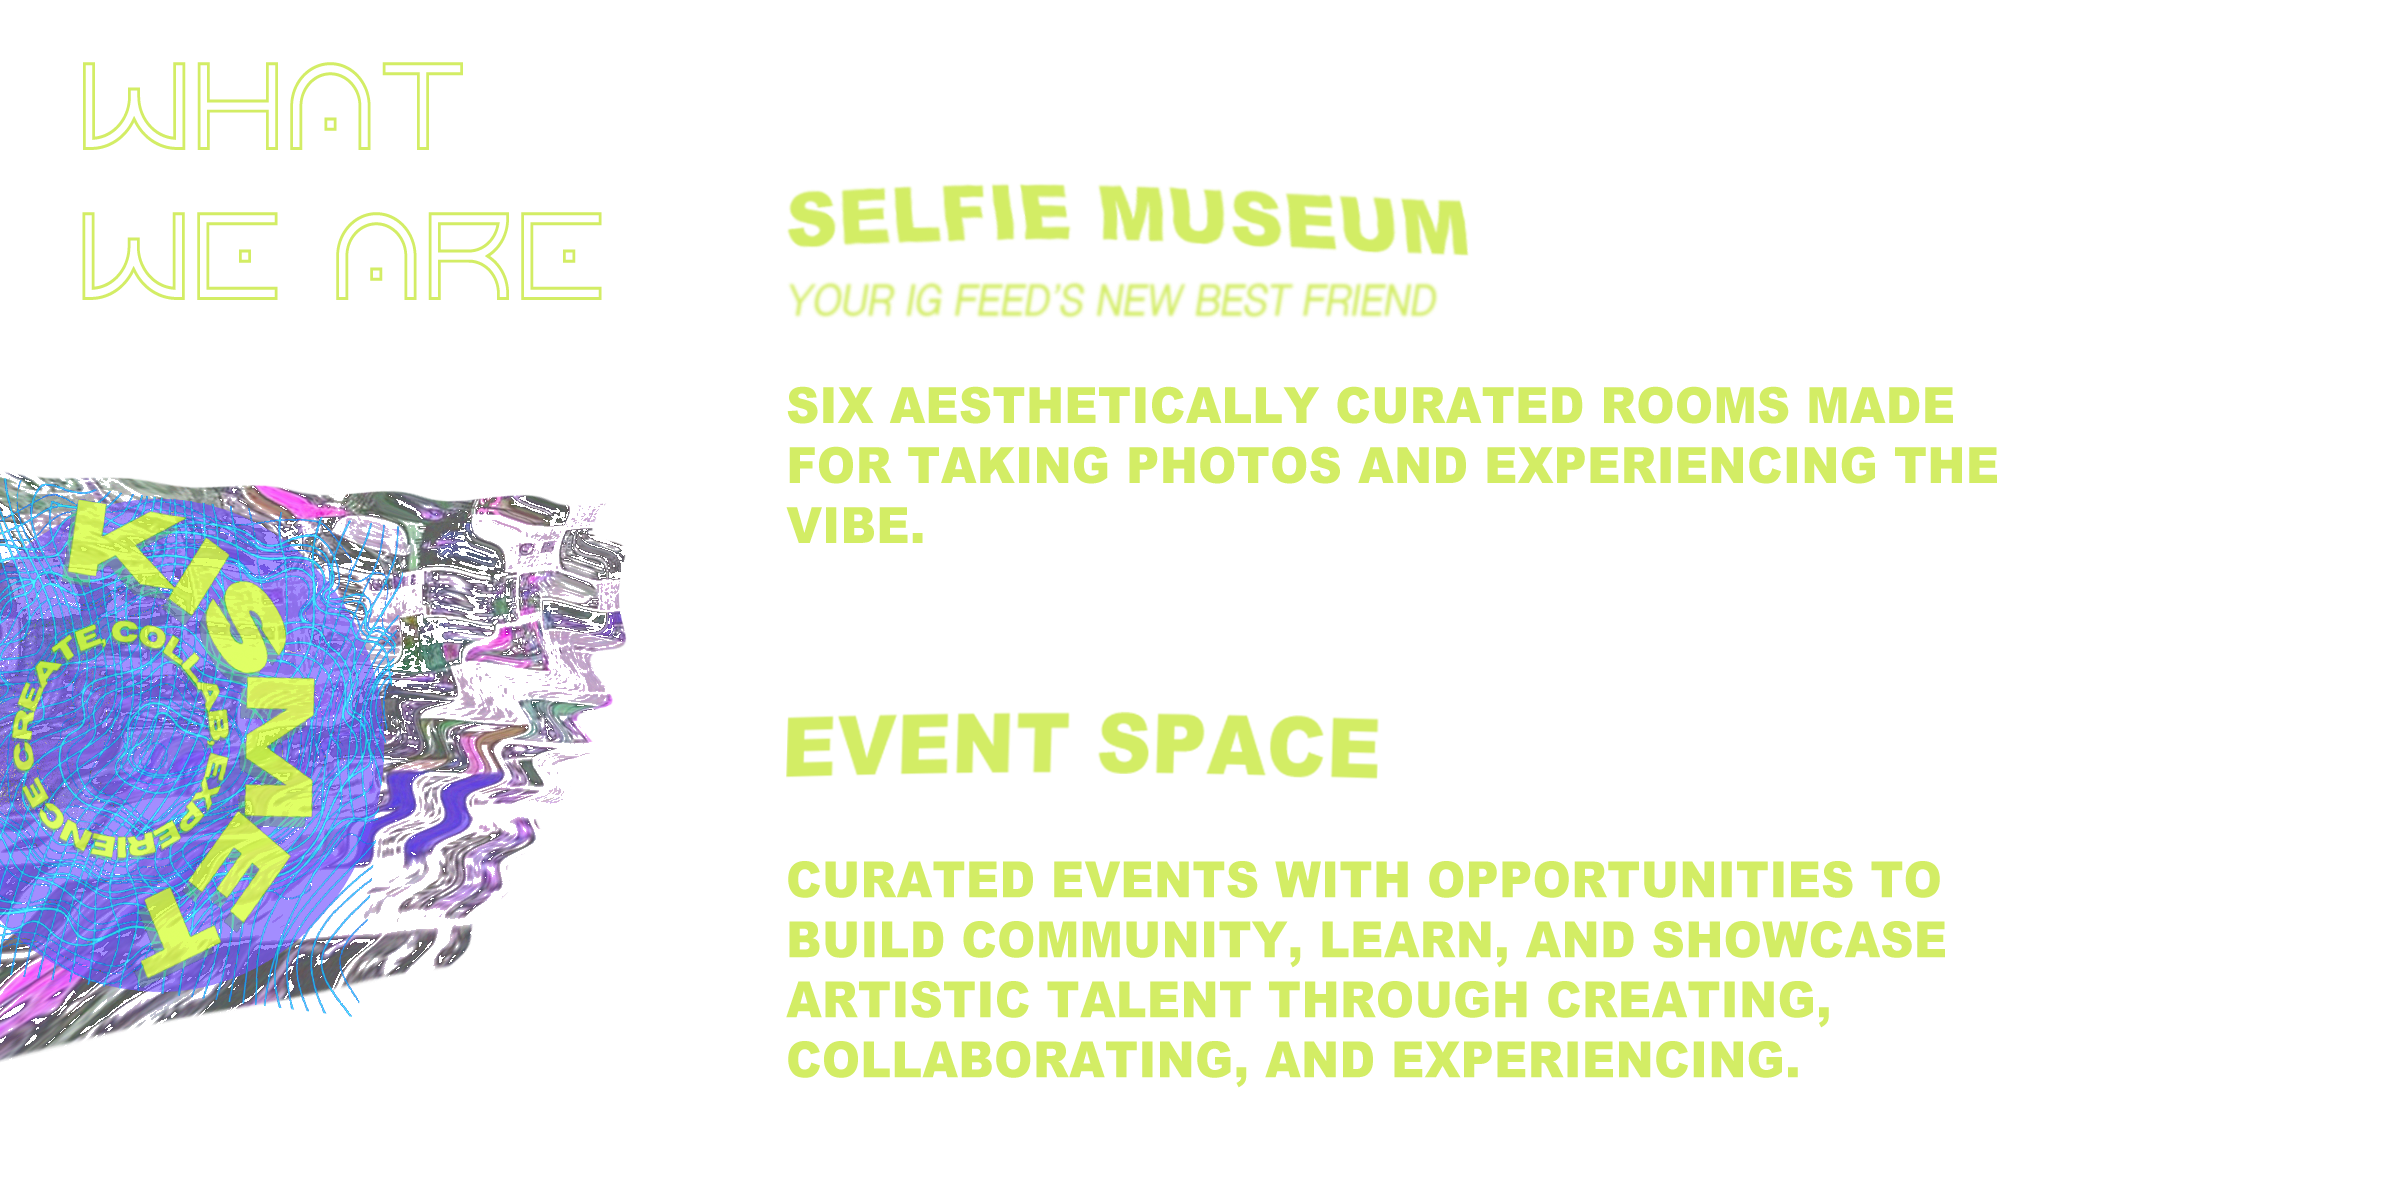 WHAT
WE ARE
SELFIE MUSEUM
YOUR IG FEED'S NEW BEST FRIEND
SIX AESTHETICALLY CURATED ROOMS MADE
FOR TAKING PHOTOS AND EXPERIENCING THE
VIBE.
KISMET
CREATE, COLLAB, EXPERIENCE
EVENT SPACE
CURATED EVENTS WITH OPPORTUNITIES TO
BUILD COMMUNITY, LEARN, AND SHOWCASE
ARTISTIC TALENT THROUGH CREATING,
COLLABORATING, AND EXPERIENCING.